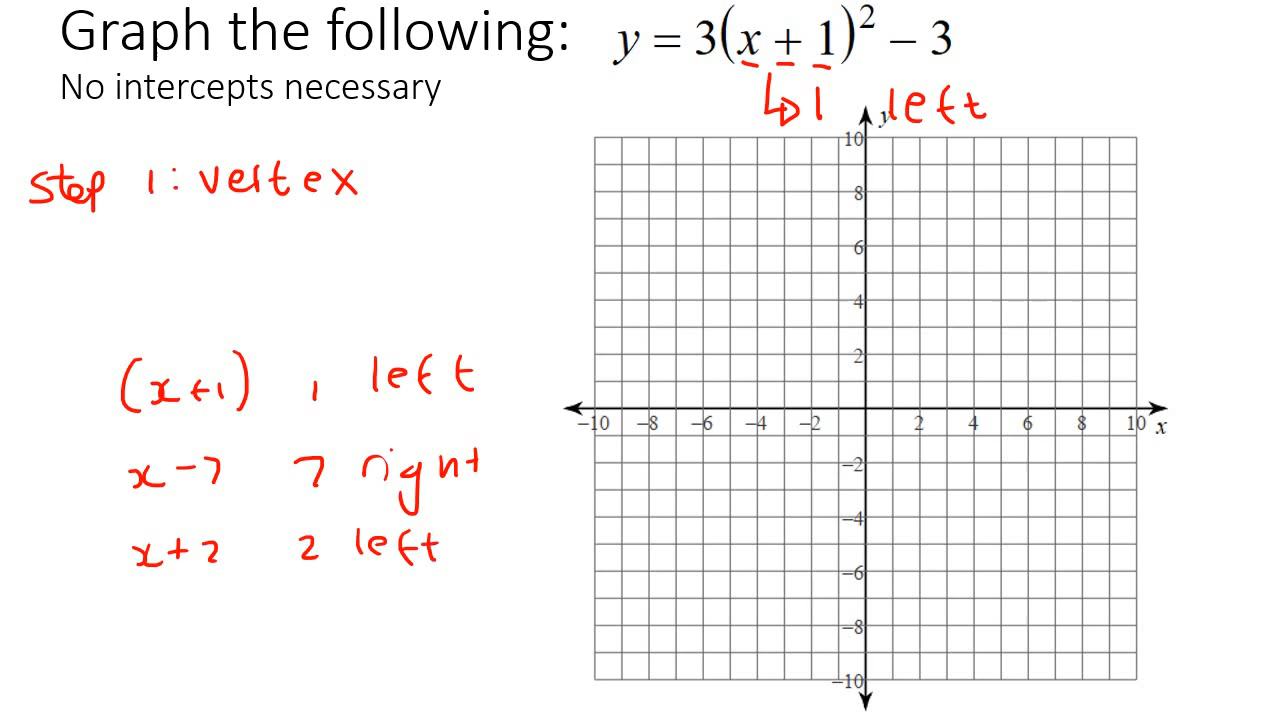 Graph the following: y = 3(x + 1)² − 3
No intercepts necessary
↳ 1 left
step 1: vertex
(x+1) 1 left
x − 7 7 right
x + 2 2 left
y
10
8
6
4
2
−10 −8 −6 −4 −2 2 4 6 8 10 x
−2
−4
−6
−8
−10